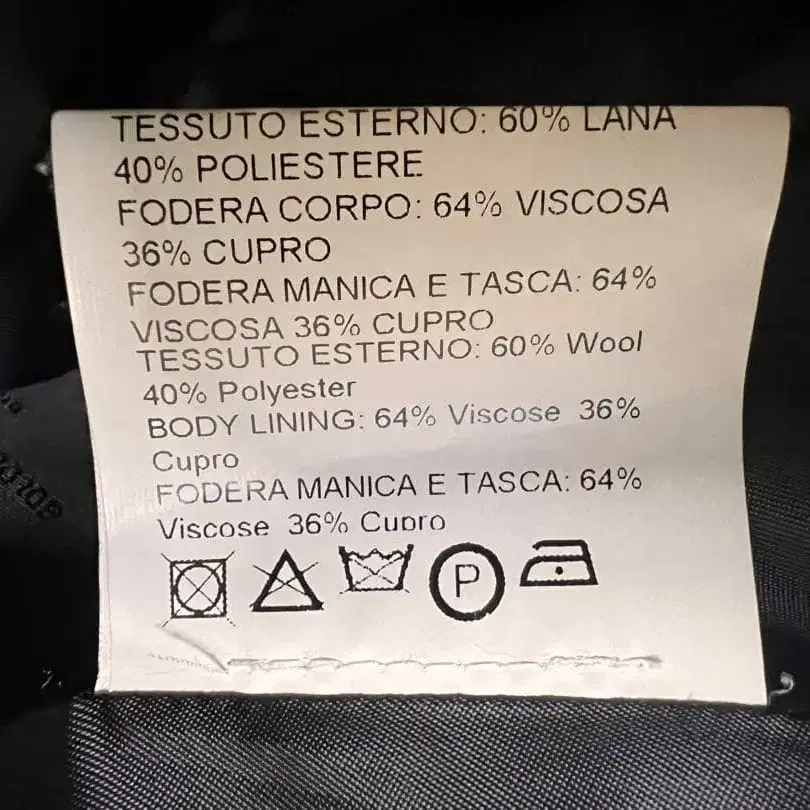 TESSUTO ESTERNO: 60% LANA
40% POLIESTERE
FODERA CORPO: 64% VISCOSA
36% CUPRO
FODERA MANICA E TASCA: 64%
VISCOSA 36% CUPRO
TESSUTO ESTERNO: 60% Wool
40% Polyester
BODY LINING: 64% Viscose 36%
Cupro
FODERA MANICA E TASCA: 64%
Viscose 36% Cupro
P